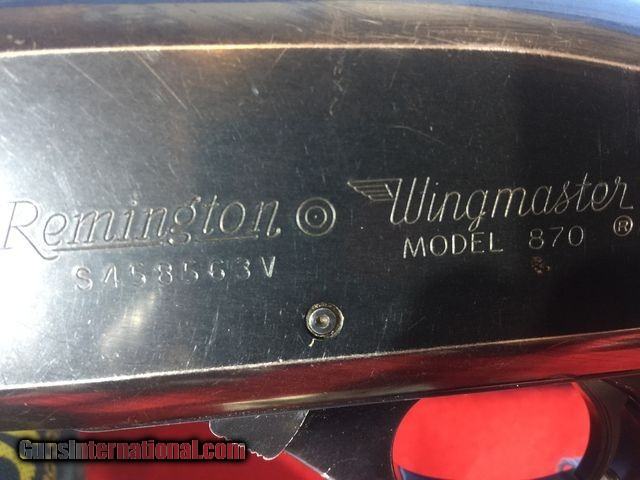 Remington
Wingmaster
MODEL 870 ®
S458563V
GunsInternational.com